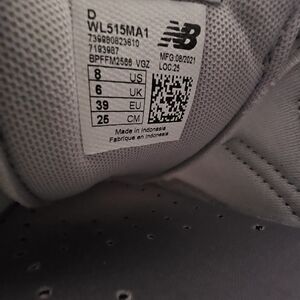 D
WL515MA1
739980823610
7193987
BPFFM2566 VGZ
NB
MFG:08/2021
LOC:25
8 US
6 UK
39 EU
25 CM
Made in Indonesia
Fabriqué en Indonésie